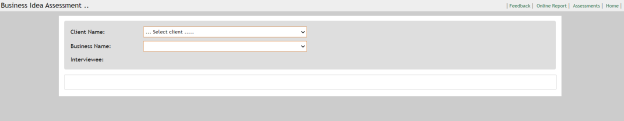 Business Idea Assessment ..
| Feedback | Online Report | Assessments | Home |
Client Name:
... Select client .....
Business Name:
Interviewee: